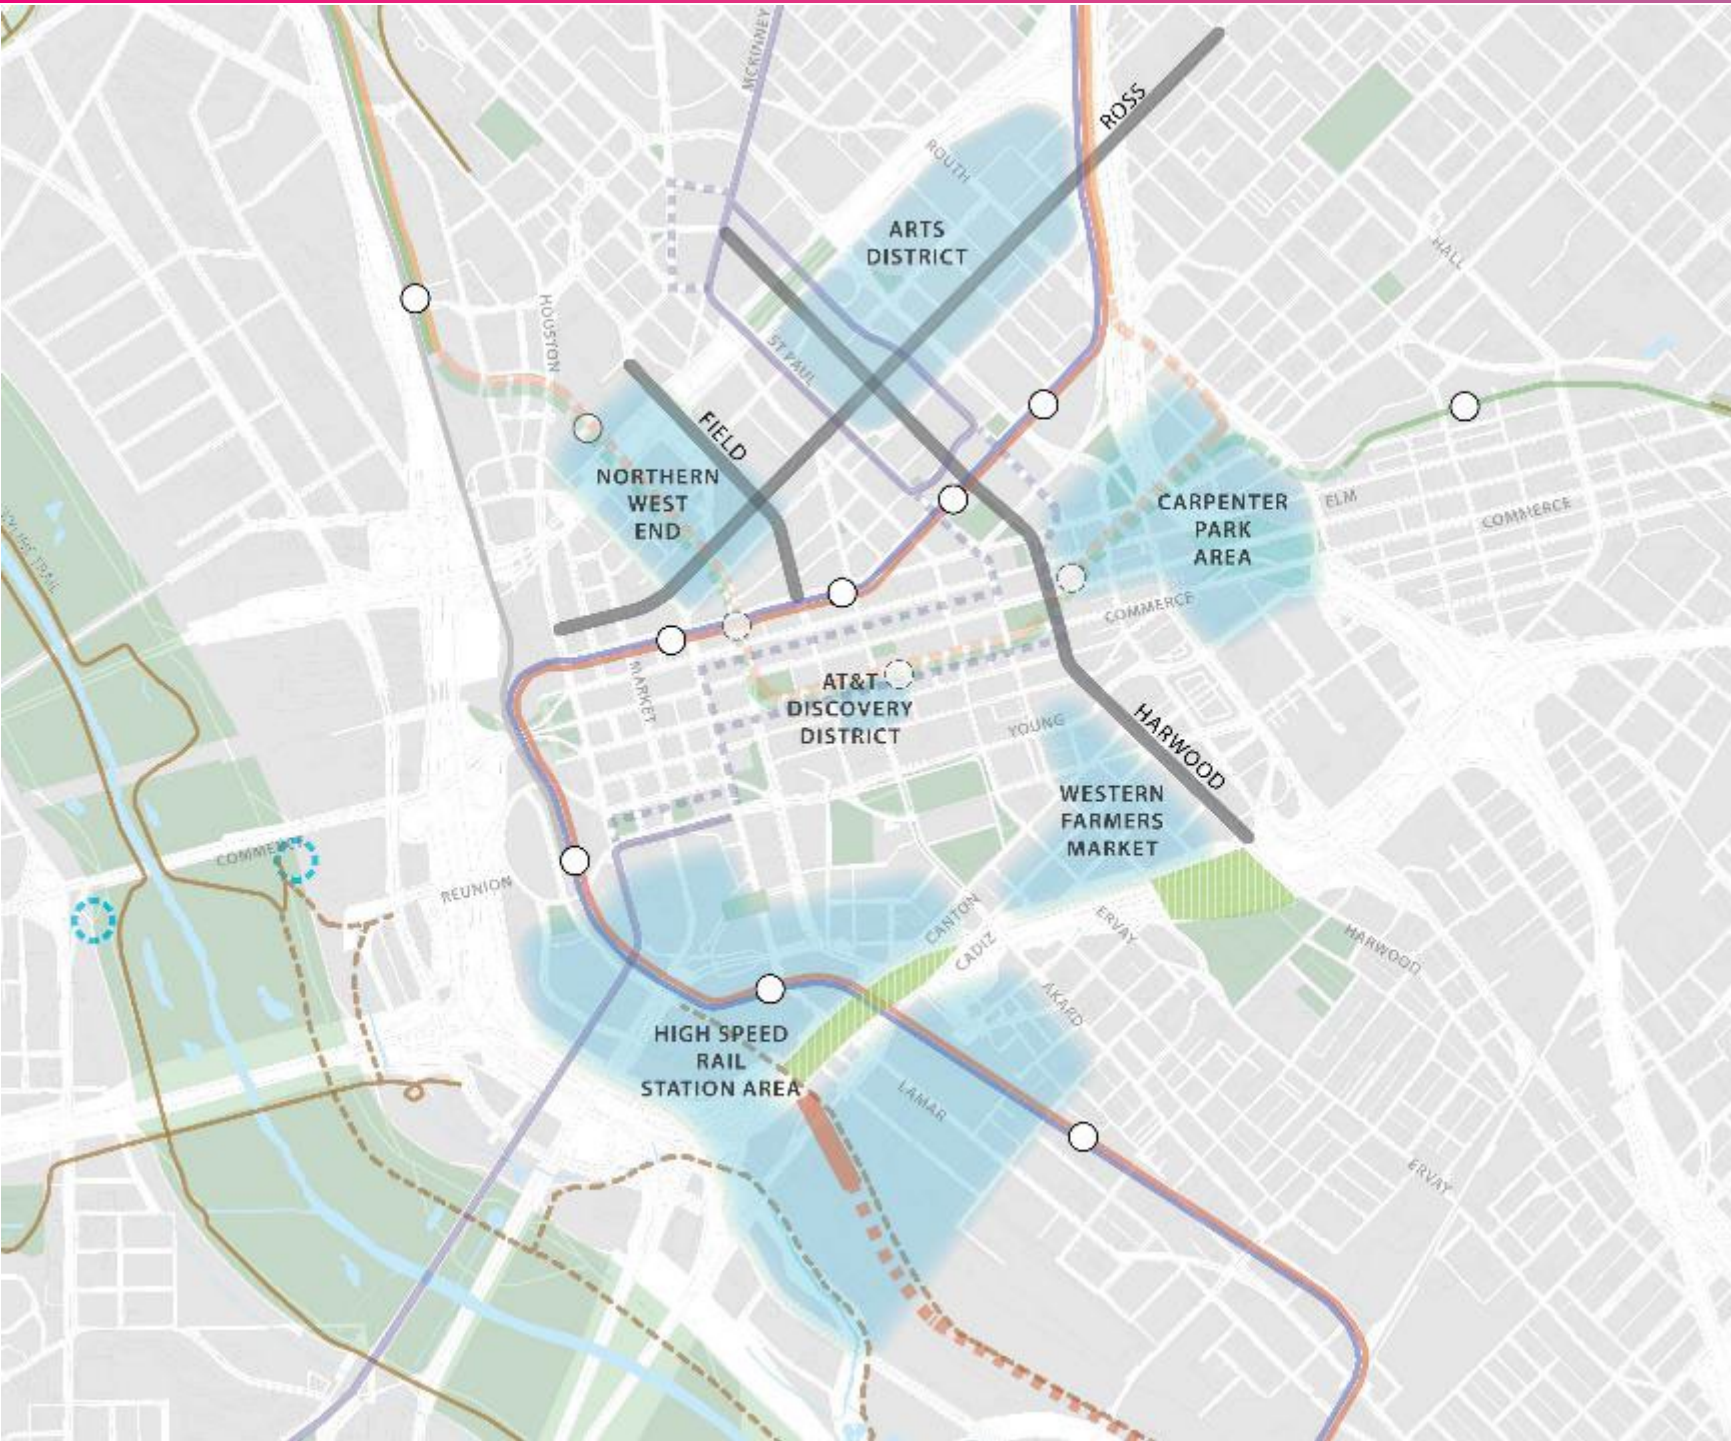 MCKINNEY
ROSS
ROUTH
ARTS
DISTRICT
HALL
HOUSTON
ST PAUL
FIELD
NORTHERN
WEST
END
CARPENTER
PARK
AREA
ELM
COMMERCE
COMMERCE
MARKET
AT&T
DISCOVERY
DISTRICT
YOUNG
HARWOOD
WESTERN
FARMERS
MARKET
COMMERCE
REUNION
CANTON
CADIZ
ERVAY
HARWOOD
AKARD
HIGH SPEED
RAIL
STATION AREA
LAMAR
ERVAY